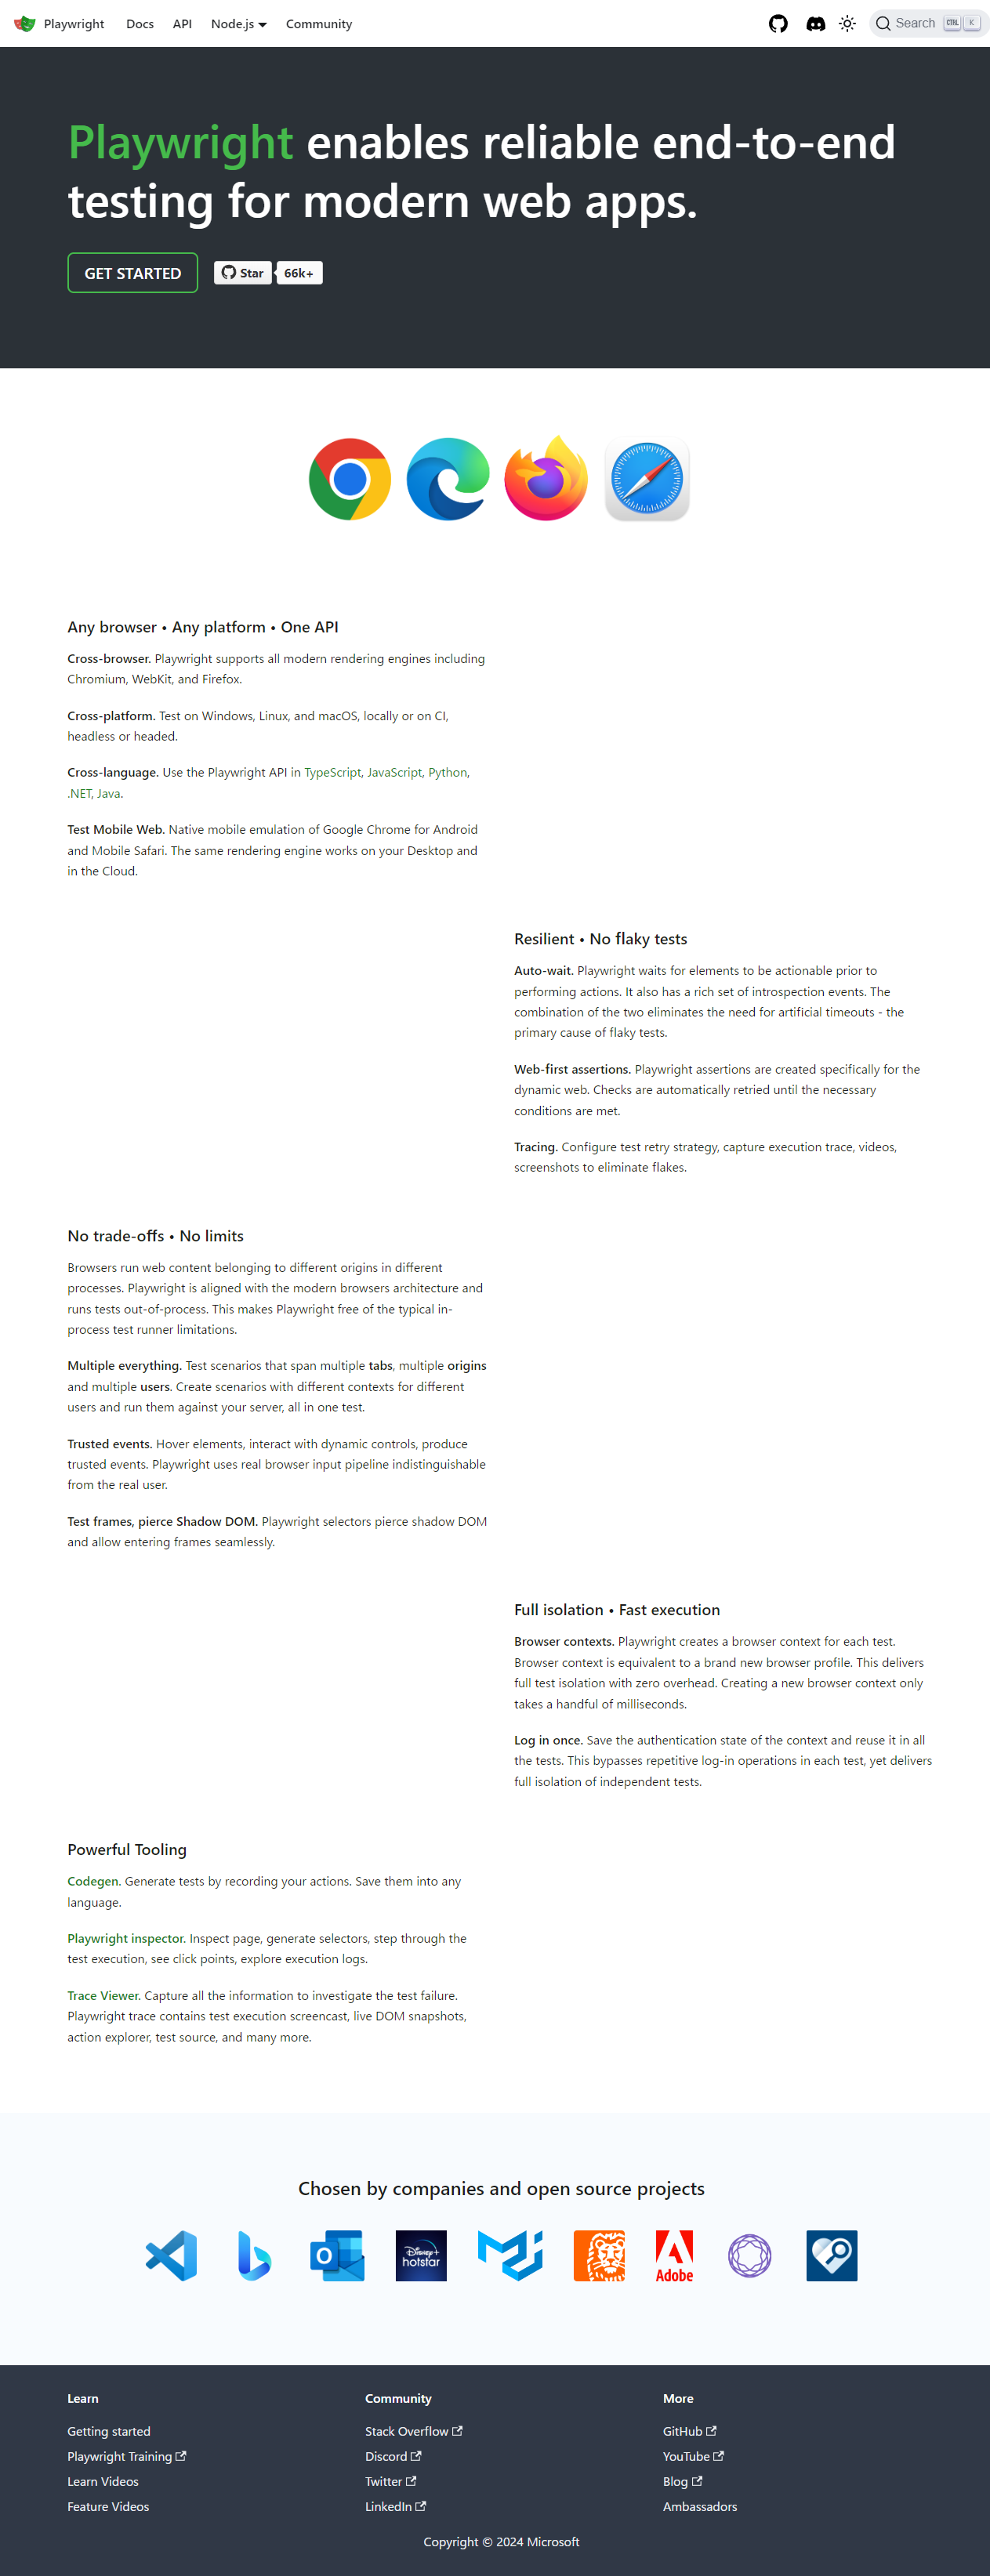 Playwright Docs API Node.js Community Search CTRL K
Playwright enables reliable end-to-end
testing for modern web apps.
GET STARTED Star 66k+
Any browser • Any platform • One API
Cross-browser. Playwright supports all modern rendering engines including
Chromium, WebKit, and Firefox.
Cross-platform. Test on Windows, Linux, and macOS, locally or on CI,
headless or headed.
Cross-language. Use the Playwright API in TypeScript, JavaScript, Python,
.NET, Java.
Test Mobile Web. Native mobile emulation of Google Chrome for Android
and Mobile Safari. The same rendering engine works on your Desktop and
in the Cloud.
Resilient • No flaky tests
Auto-wait. Playwright waits for elements to be actionable prior to
performing actions. It also has a rich set of introspection events. The
combination of the two eliminates the need for artificial timeouts - the
primary cause of flaky tests.
Web-first assertions. Playwright assertions are created specifically for the
dynamic web. Checks are automatically retried until the necessary
conditions are met.
Tracing. Configure test retry strategy, capture execution trace, videos,
screenshots to eliminate flakes.
No trade-offs • No limits
Browsers run web content belonging to different origins in different
processes. Playwright is aligned with the modern browsers architecture and
runs tests out-of-process. This makes Playwright free of the typical in-
process test runner limitations.
Multiple everything. Test scenarios that span multiple tabs, multiple origins
and multiple users. Create scenarios with different contexts for different
users and run them against your server, all in one test.
Trusted events. Hover elements, interact with dynamic controls, produce
trusted events. Playwright uses real browser input pipeline indistinguishable
from the real user.
Test frames, pierce Shadow DOM. Playwright selectors pierce shadow DOM
and allow entering frames seamlessly.
Full isolation • Fast execution
Browser contexts. Playwright creates a browser context for each test.
Browser context is equivalent to a brand new browser profile. This delivers
full test isolation with zero overhead. Creating a new browser context only
takes a handful of milliseconds.
Log in once. Save the authentication state of the context and reuse it in all
the tests. This bypasses repetitive log-in operations in each test, yet delivers
full isolation of independent tests.
Powerful Tooling
Codegen. Generate tests by recording your actions. Save them into any
language.
Playwright inspector. Inspect page, generate selectors, step through the
test execution, see click points, explore execution logs.
Trace Viewer. Capture all the information to investigate the test failure.
Playwright trace contains test execution screencast, live DOM snapshots,
action explorer, test source, and many more.
Chosen by companies and open source projects
O
Disney+
hotstar
Adobe
Learn
Getting started
Playwright Training
Learn Videos
Feature Videos
Community
Stack Overflow
Discord
Twitter
LinkedIn
More
GitHub
YouTube
Blog
Ambassadors
Copyright © 2024 Microsoft